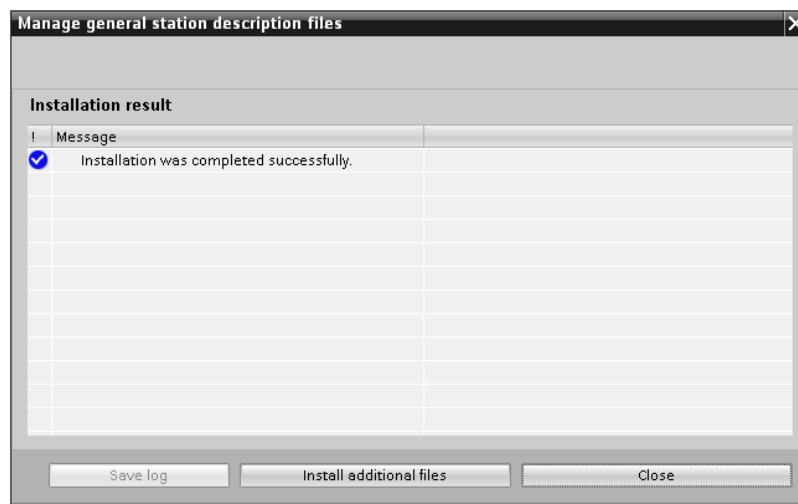 Manage general station description files
Installation result
! Message
Installation was completed successfully.
Save log Install additional files Close